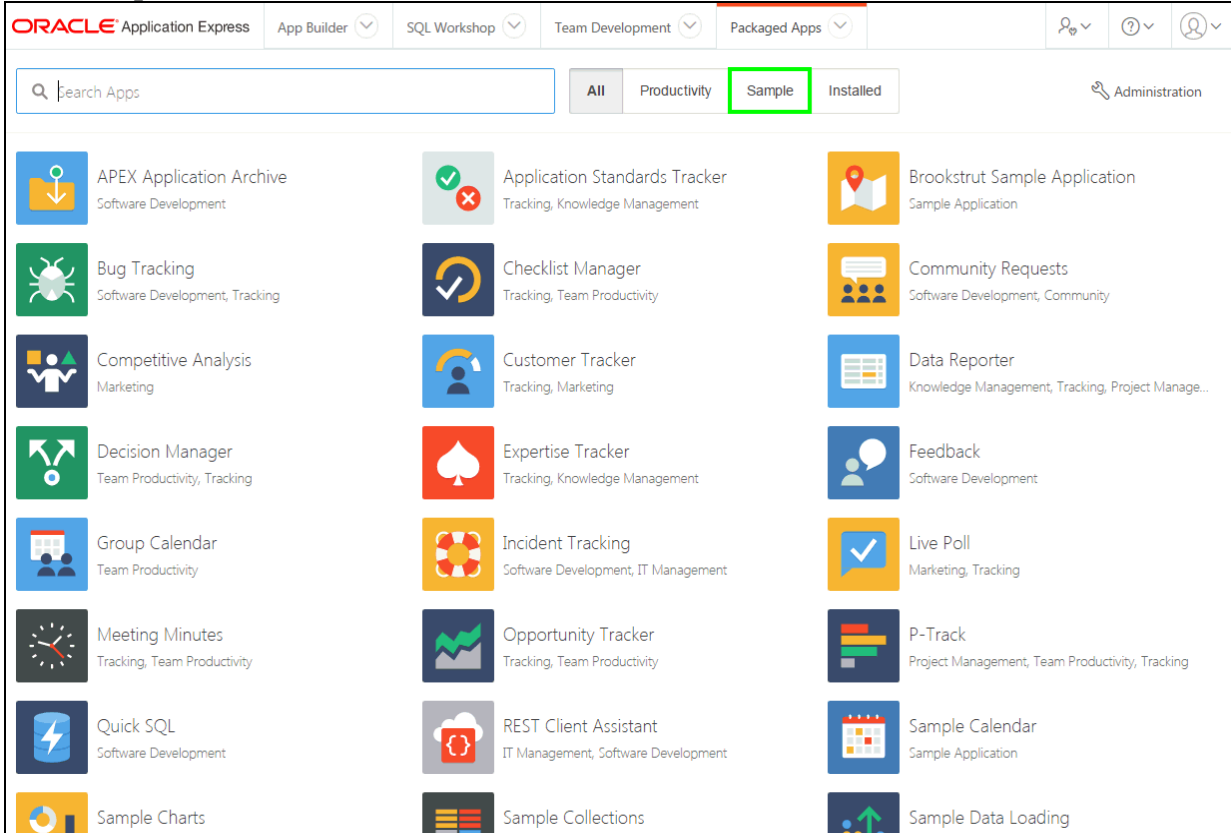 ORACLE Application Express App Builder SQL Workshop Team Development Packaged Apps
Search Apps All Productivity Sample Installed Administration
APEX Application Archive
Software Development
Application Standards Tracker
Tracking, Knowledge Management
Brookstrut Sample Application
Sample Application
Bug Tracking
Software Development, Tracking
Checklist Manager
Tracking, Team Productivity
Community Requests
Software Development, Community
Competitive Analysis
Marketing
Customer Tracker
Tracking, Marketing
Data Reporter
Knowledge Management, Tracking, Project Manage...
Decision Manager
Team Productivity, Tracking
Expertise Tracker
Tracking, Knowledge Management
Feedback
Software Development
Group Calendar
Team Productivity
Incident Tracking
Software Development, IT Management
Live Poll
Marketing, Tracking
Meeting Minutes
Tracking, Team Productivity
Opportunity Tracker
Tracking, Team Productivity
P-Track
Project Management, Team Productivity, Tracking
Quick SQL
Software Development
REST Client Assistant
IT Management, Software Development
Sample Calendar
Sample Application
Sample Charts
Sample Collections
Sample Data Loading